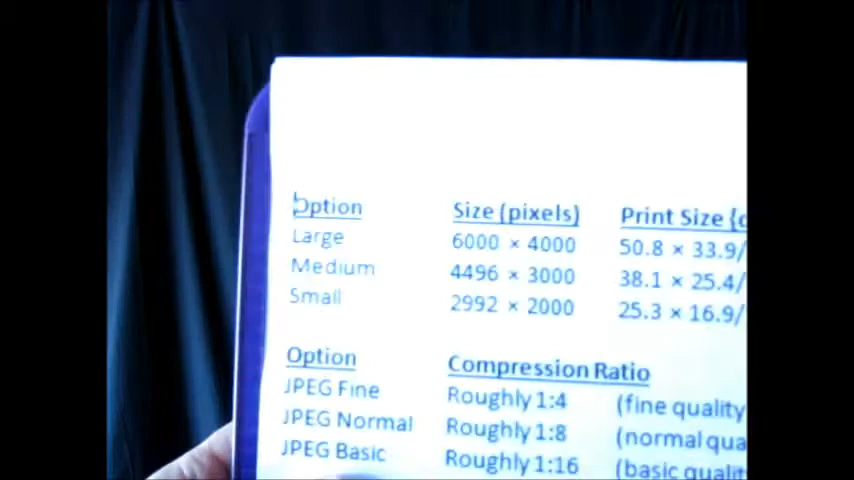 Option Size (pixels) Print Size (c
Large 6000 × 4000 50.8 × 33.9/
Medium 4496 × 3000 38.1 × 25.4/
Small 2992 × 2000 25.3 × 16.9/
Option Compression Ratio
JPEG Fine Roughly 1:4 (fine quality
JPEG Normal Roughly 1:8 (normal qua
JPEG Basic Roughly 1:16 (basic quality